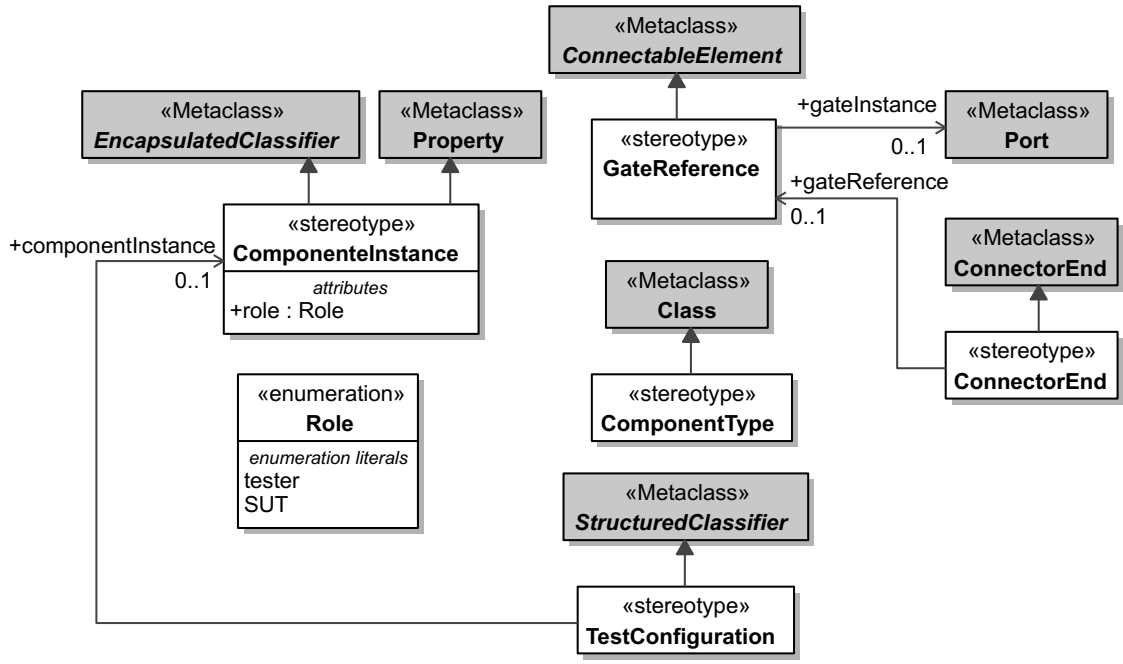 «Metaclass»
ConnectableElement
«Metaclass»
EncapsulatedClassifier
«Metaclass»
Property
«stereotype»
GateReference
+gateInstance
0..1
«Metaclass»
Port
+gateReference
0..1
«stereotype»
ComponenteInstance
attributes
+role : Role
+componentInstance
0..1
«Metaclass»
ConnectorEnd
«Metaclass»
Class
«stereotype»
ConnectorEnd
«stereotype»
ComponentType
«enumeration»
Role
enumeration literals
tester
SUT
«Metaclass»
StructuredClassifier
«stereotype»
TestConfiguration